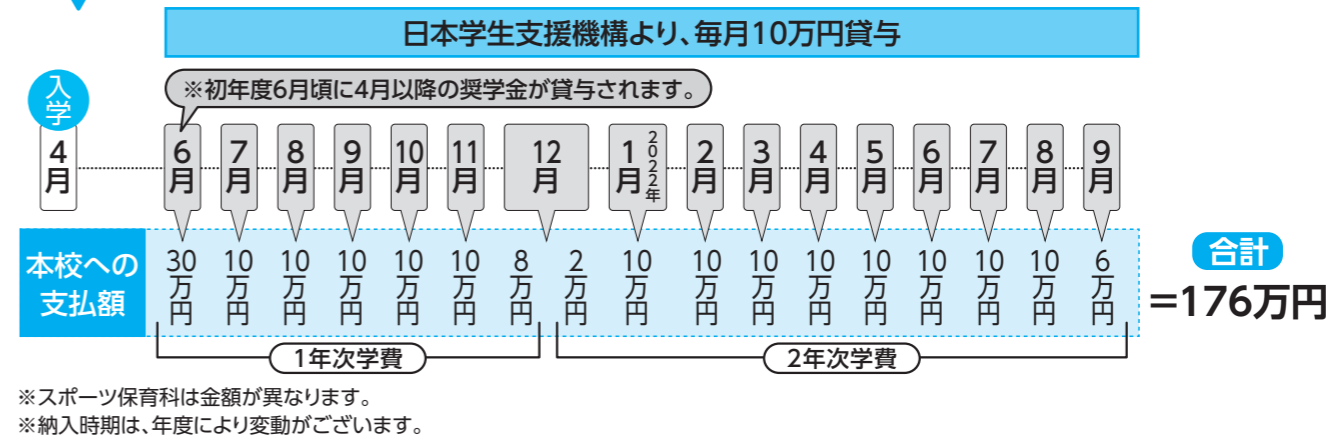 日本学生支援機構より、毎月10万円貸与
入学
※初年度6月頃に4月以降の奨学金が貸与されます。
4月 6月 7月 8月 9月 10月 11月 12月 1月 2022年 2月 3月 4月 5月 6月 7月 8月 9月
本校への
支払額
30万円 10万円 10万円 10万円 10万円 10万円 8万円 2万円 10万円 10万円 10万円 10万円 10万円 10万円 10万円 10万円 6万円
合計
=176万円
1年次学費 2年次学費
※スポーツ保育科は金額が異なります。
※納入時期は、年度により変動がございます。